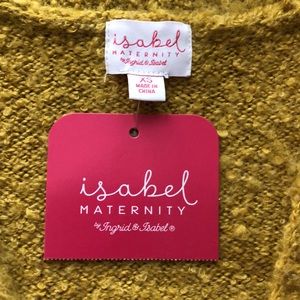 isabel
MATERNITY
by Ingrid & Isabel
XS
MADE IN
CHINA
isabel
MATERNITY
by Ingrid & Isabel ®